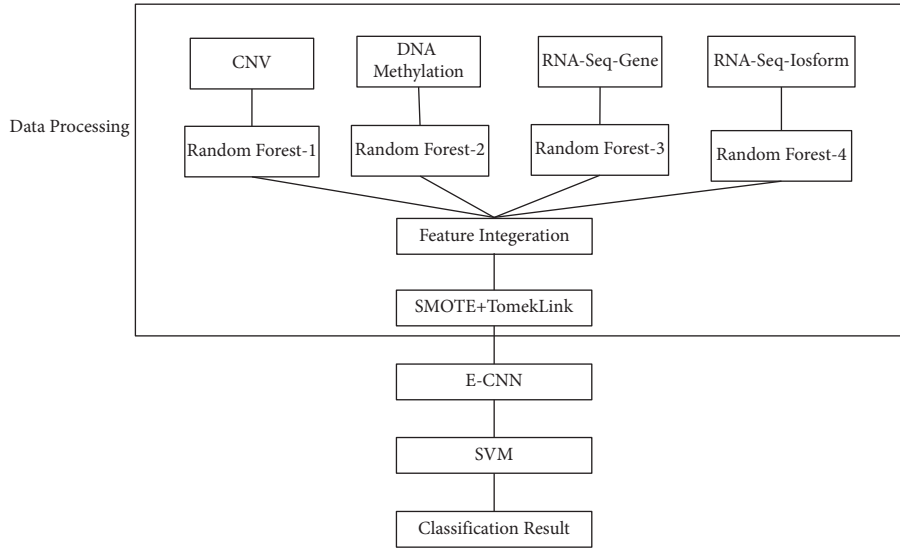 CNV
DNA
Methylation
RNA-Seq-Gene
RNA-Seq-Iosform
Data Processing
Random Forest-1
Random Forest-2
Random Forest-3
Random Forest-4
Feature Integeration
SMOTE+TomekLink
E-CNN
SVM
Classification Result